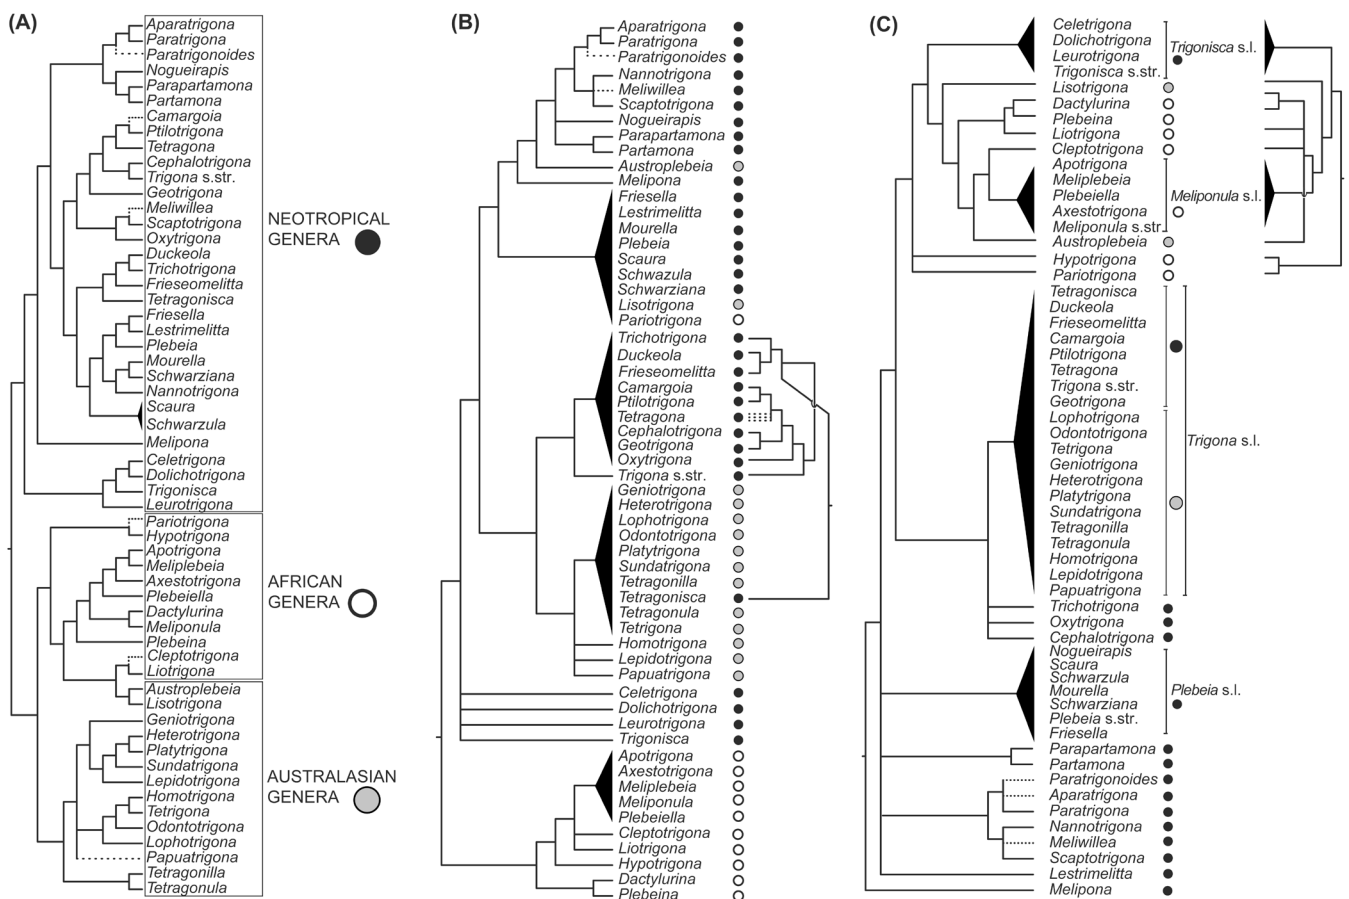 (A)
Aparatrigona
Paratrigona
Paratrigonoides
Nogueirapis
Parapartamona
Partamona
Camargoia
Ptilotrigona
Tetragona
Cephalotrigona
Trigona s.str.
Geotrigona
Meliwillea
Scaptotrigona
Oxytrigona
Duckeola
Trichotrigona
Frieseomelitta
Tetragonisca
Friesella
Lestrimelitta
Plebeia
Mourella
Schwarziana
Nannotrigona
Scaura
Schwarzula
Melipona
Celetrigona
Dolichotrigona
Trigonisca
Leurotrigona
Pariotrigona
Hypotrigona
Apotrigona
Meliplebeia
Axestotrigona
Plebeiella
Dactylurina
Meliponula
Plebeina
Cleptotrigona
Liotrigona
Austroplebeia
Lisotrigona
Geniotrigona
Heterotrigona
Platytrigona
Sundatrigona
Lepidotrigona
Homotrigona
Tetrigona
Odontotrigona
Lophotrigona
Papuatrigona
Tetragonilla
Tetragonula
NEOTROPICAL
GENERA
AFRICAN
GENERA
AUSTRALASIAN
GENERA
(B)
Aparatrigona
Paratrigona
Paratrigonoides
Nannotrigona
Meliwillea
Scaptotrigona
Nogueirapis
Parapartamona
Partamona
Austroplebeia
Melipona
Friesella
Lestrimelitta
Mourella
Plebeia
Scaura
Schwazula
Schwarziana
Lisotrigona
Pariotrigona
Trichotrigona
Duckeola
Frieseomelitta
Camargoia
Ptilotrigona
Tetragona
Cephalotrigona
Geotrigona
Oxytrigona
Trigona s.str.
Geniotrigona
Heterotrigona
Lophotrigona
Odontotrigona
Platytrigona
Sundatrigona
Tetragonilla
Tetragonisca
Tetragonula
Tetrigona
Homotrigona
Lepidotrigona
Papuatrigona
Celetrigona
Dolichotrigona
Leurotrigona
Trigonisca
Apotrigona
Axestotrigona
Meliplebeia
Meliponula
Plebeiella
Cleptotrigona
Liotrigona
Hypotrigona
Dactylurina
Plebeina
(C)
Celetrigona
Dolichotrigona
Leurotrigona
Trigonisca s.str.
Trigonisca s.l.
Lisotrigona
Dactylurina
Plebeina
Liotrigona
Cleptotrigona
Apotrigona
Meliplebeia
Plebeiella
Axestotrigona
Meliponula s.str.
Meliponula s.l.
Austroplebeia
Hypotrigona
Pariotrigona
Tetragonisca
Duckeola
Frieseomelitta
Camargoia
Ptilotrigona
Tetragona
Trigona s.str.
Geotrigona
Lophotrigona
Odontotrigona
Tetrigona
Geniotrigona
Heterotrigona
Platytrigona
Sundatrigona
Tetragonilla
Tetragonula
Homotrigona
Lepidotrigona
Papuatrigona
Trigona s.l.
Trichotrigona
Oxytrigona
Cephalotrigona
Nogueirapis
Scaura
Schwarzula
Mourella
Schwarziana
Plebeia s.str.
Friesella
Plebeia s.l.
Parapartamona
Partamona
Paratrigonoides
Aparatrigona
Paratrigona
Nannotrigona
Meliwillea
Scaptotrigona
Lestrimelitta
Melipona